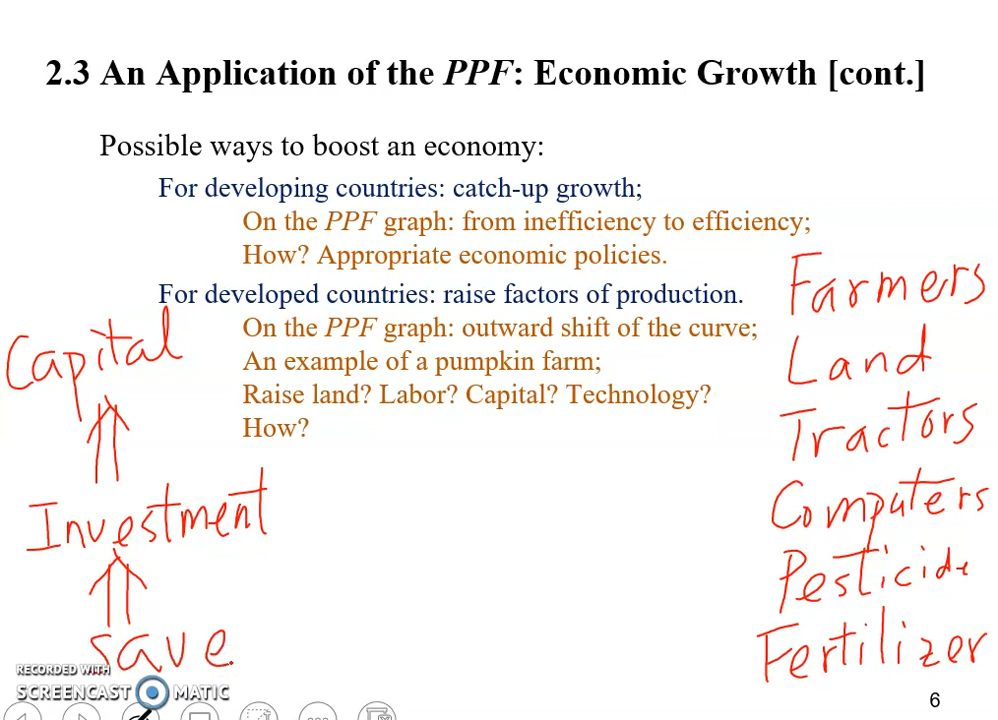 2.3 An Application of the PPF: Economic Growth [cont.]
Possible ways to boost an economy:
For developing countries: catch-up growth;
On the PPF graph: from inefficiency to efficiency;
How? Appropriate economic policies.
For developed countries: raise factors of production.
On the PPF graph: outward shift of the curve;
An example of a pumpkin farm;
Raise land? Labor? Capital? Technology?
How?
Capital
Investment
save
Farmers
Land
Tractors
Computers
Pesticide
Fertilizer
RECORDED WITH
SCREENCAST MATIC
6